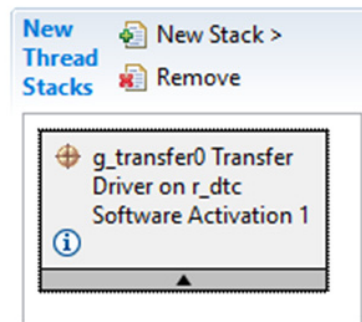 New
Thread
Stacks
New Stack >
Remove
g_transfer0 Transfer
Driver on r_dtc
Software Activation 1